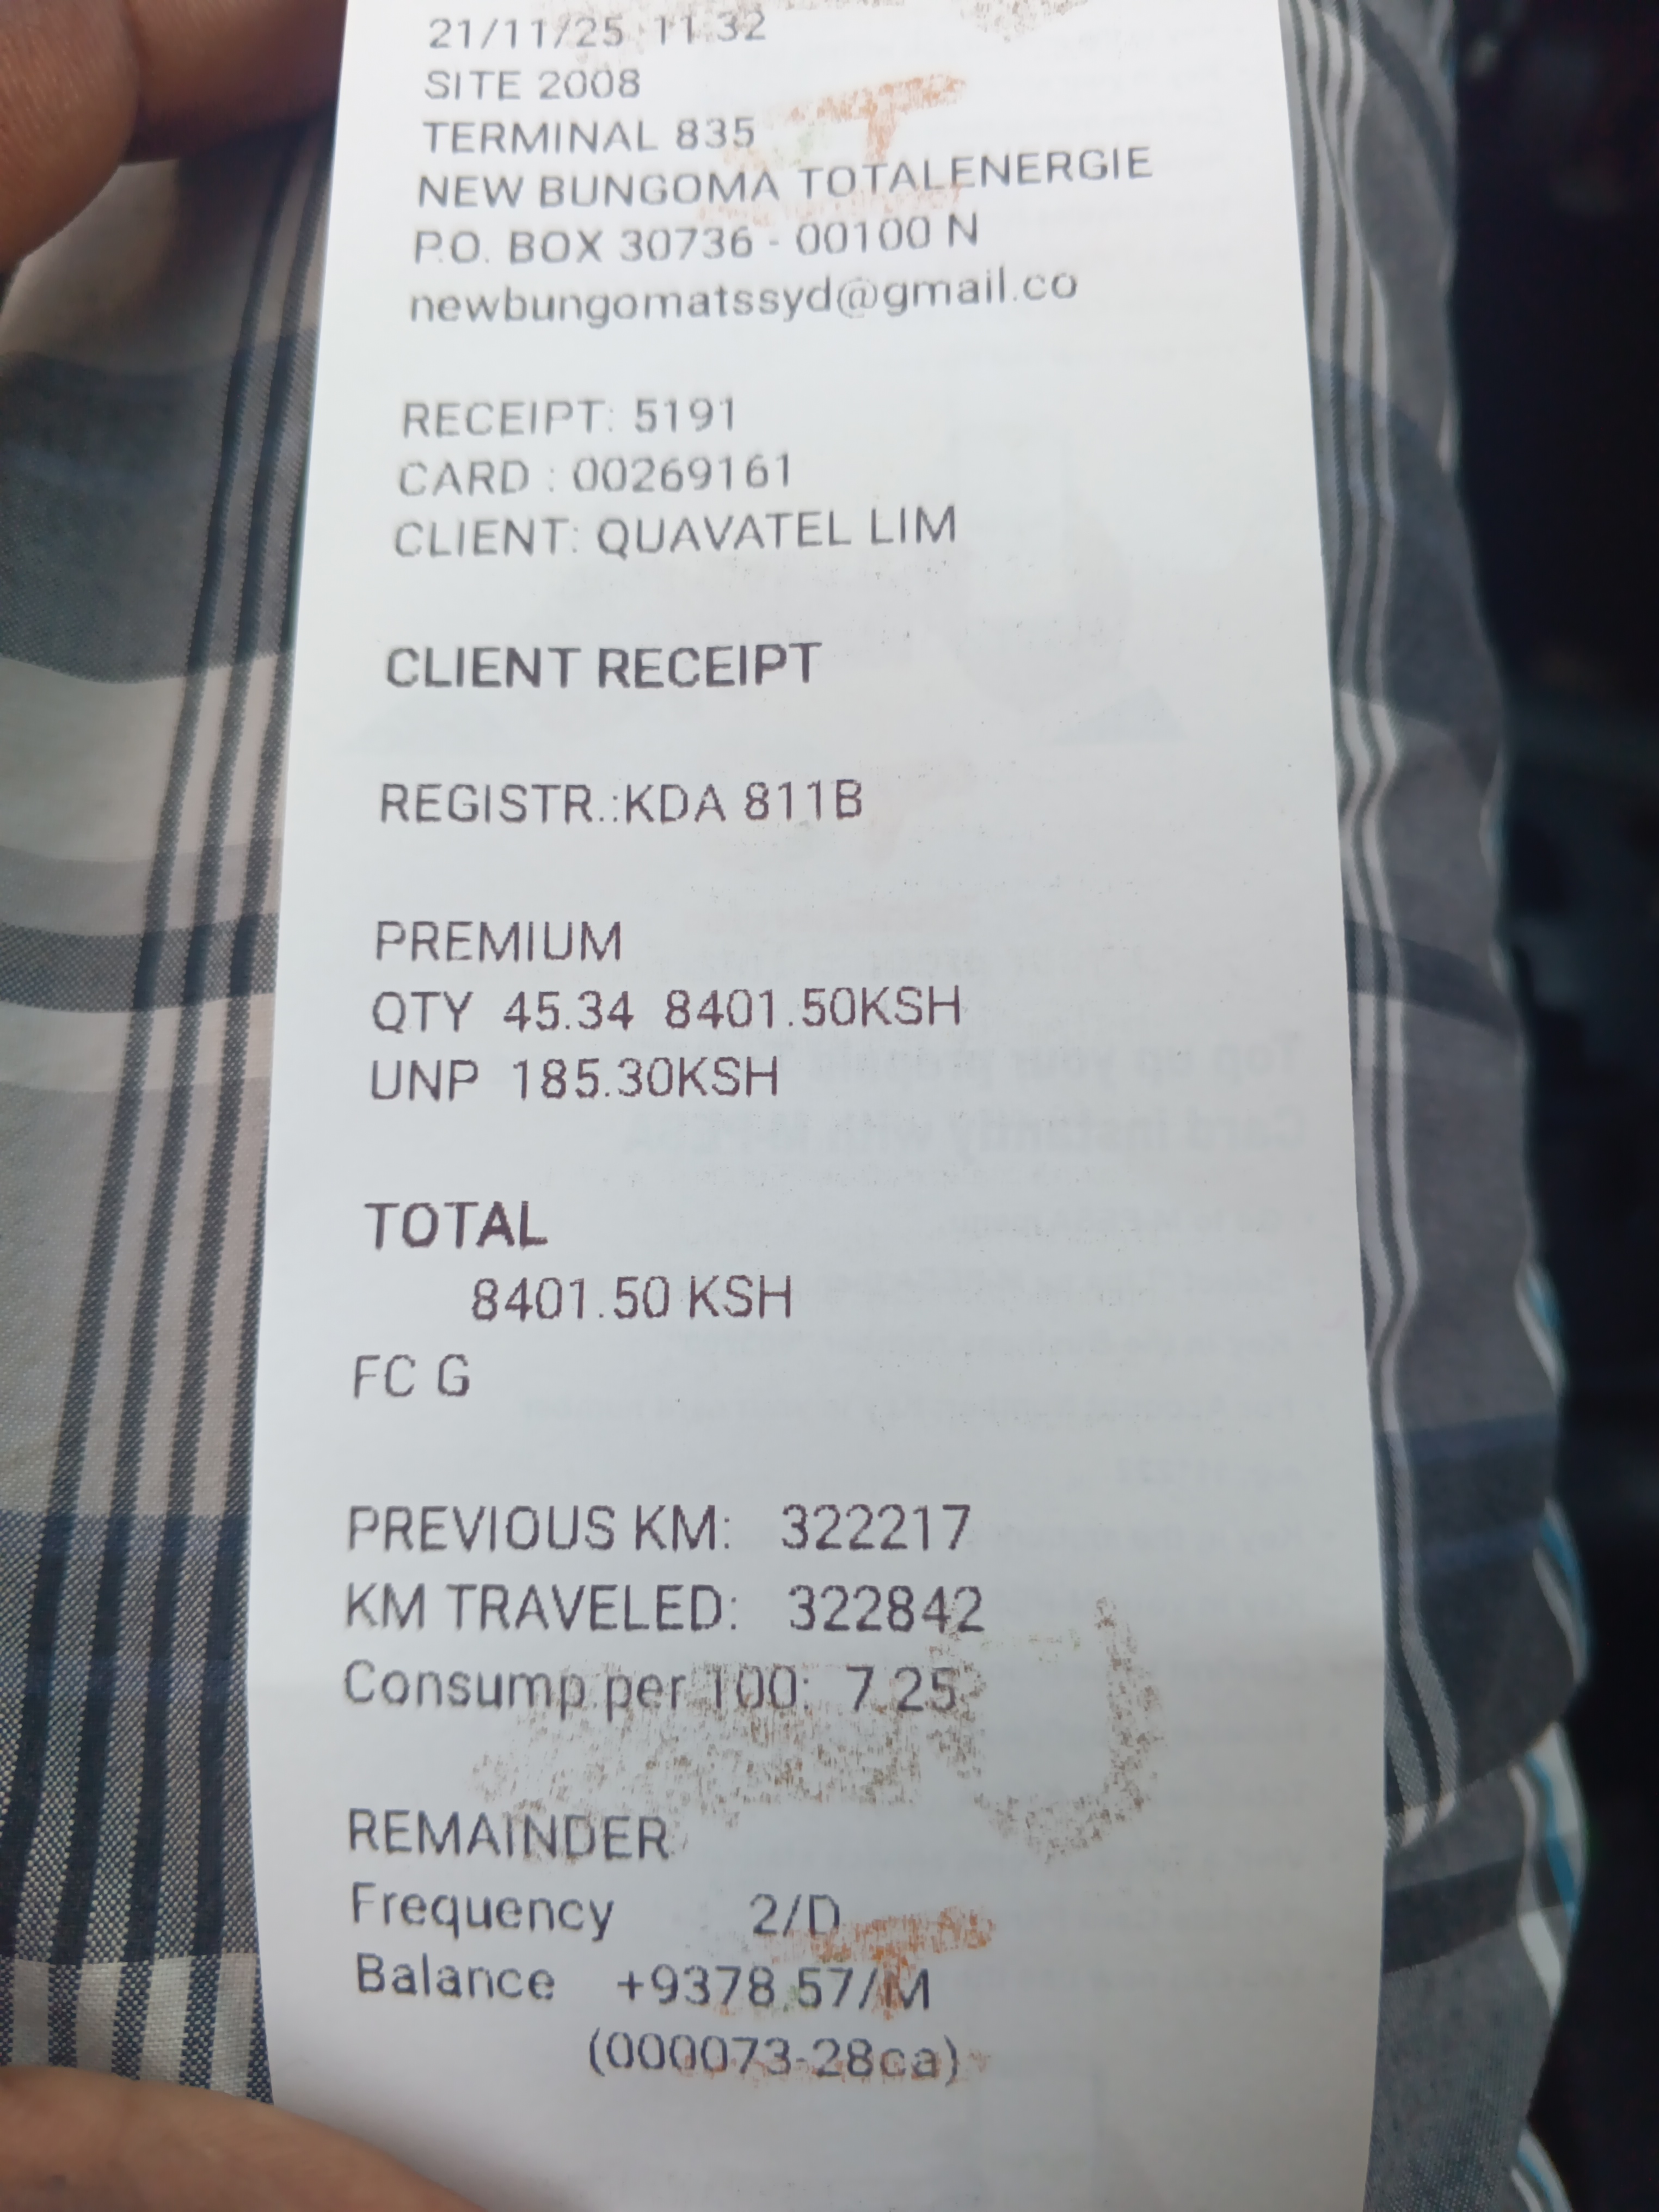 21/11/25 11:32
SITE 2008
TERMINAL 835
NEW BUNGOMA TOTALENERGIE
P.O. BOX 30736 - 00100 N
newbungomatssyd@gmail.co
RECEIPT: 5191
CARD : 00269161
CLIENT: QUAVATEL LIM
CLIENT RECEIPT
REGISTR.:KDA 811B
PREMIUM
QTY 45.34 8401.50KSH
UNP 185.30KSH
TOTAL
8401.50 KSH
FC G
PREVIOUS KM: 322217
KM TRAVELED: 322842
Consump.per 100: 7.25
REMAINDER
Frequency 2/D
Balance +9378.57/M
(000073-28ca)